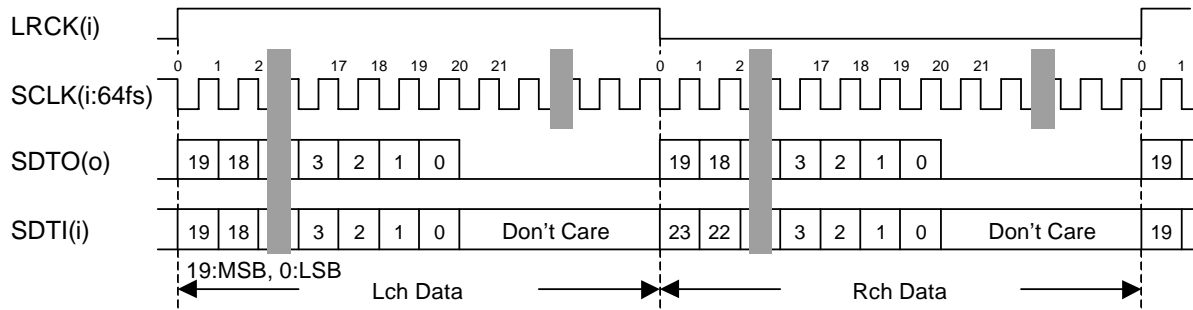 LRCK(i)
0 1 2 17 18 19 20 21 0 1 2 17 18 19 20 21 0 1
SCLK(i:64fs)
SDTO(o) 19 18 3 2 1 0 19 18 3 2 1 0 19
SDTI(i) 19 18 3 2 1 0 Don't Care 23 22 3 2 1 0 Don't Care 19
19:MSB, 0:LSB
Lch Data Rch Data